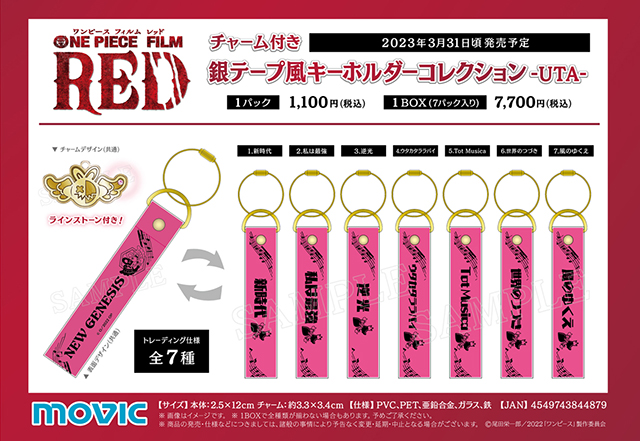 ワンピース フィルム レッド
ONE PIECE FILM
RED
チャーム付き
2023年3月31日頃 発売予定
銀テープ風キーホルダーコレクション -UTA-
1パック 1,100円(税込) 1BOX(7パック入り) 7,700円(税込)
▼ チャームデザイン(共通)
ラインストーン付き!
NEW GENESIS
▲ 表面デザイン(共通)
トレーディング仕様
全7種
1.新時代
2.私は最強
3.逆光
4.ウタカタララバイ
5.Tot Musica
6.世界のつづき
7.風のゆくえ
新時代
私は最強
逆光
ウタカタララバイ
Tot Musica
世界のつづき
風のゆくえ
SAMPLE
movic
【サイズ】本体:2.5×12cm チャーム:約3.3×3.4cm 【仕様】PVC、PET、亜鉛合金、ガラス、鉄 【JAN】4549743844879
※ 画像はイメージです。 ※ 1BOXで全種類が揃わない場合もあります。予めご了承ください。
※ 商品の発売・仕様などにつきましては、諸般の事情により予告なく変更・延期・中止となる場合がございます。 ©尾田栄一郎/2022「ワンピース」製作委員会